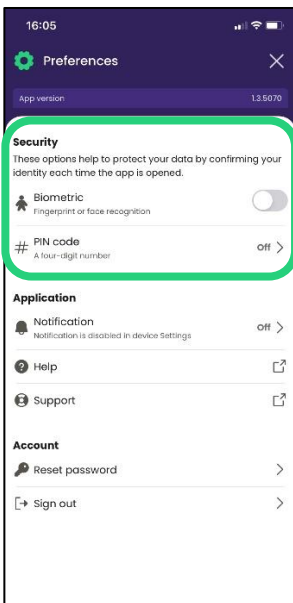 16:05
Preferences
App version 1.3.5070
Security
These options help to protect your data by confirming your
identity each time the app is opened.
Biometric
Fingerprint or face recognition
PIN code
Off
A four-digit number
Application
Notification
Off
Notification is disabled in device Settings
Help
Support
Account
Reset password
Sign out